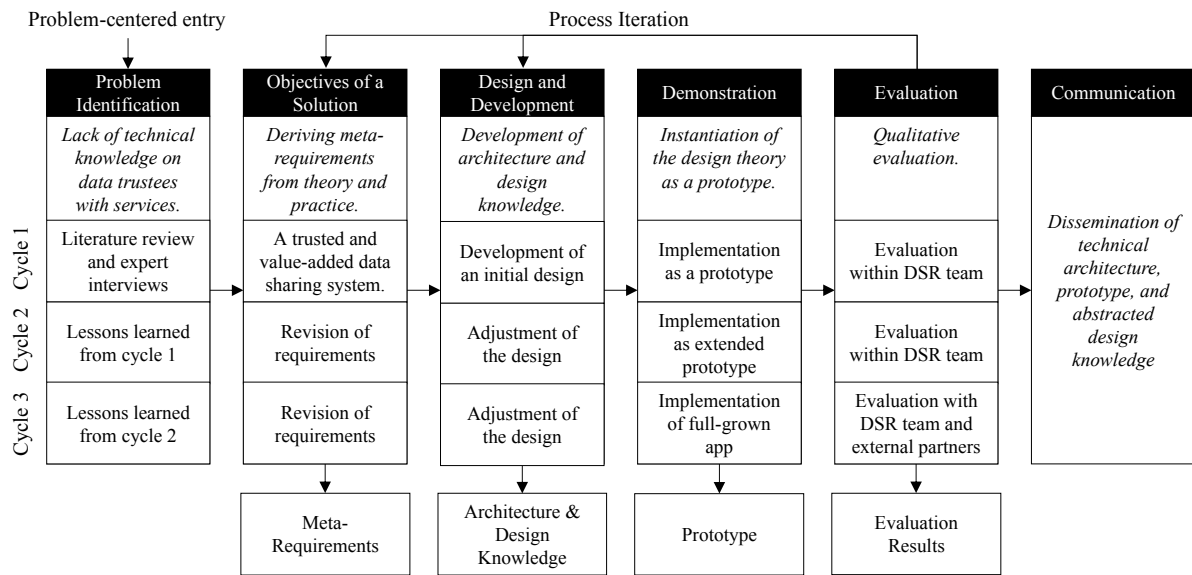 Problem-centered entry
Process Iteration
Problem
Identification
Objectives of a
Solution
Design and
Development
Demonstration
Evaluation
Communication
Lack of technical
knowledge on
data trustees
with services.
Deriving meta-
requirements
from theory and
practice.
Development of
architecture and
design
knowledge.
Instantiation of
the design theory
as a prototype.
Qualitative
evaluation.
Dissemination of
technical
architecture,
prototype, and
abstracted
design
knowledge
Cycle 1
Literature review
and expert
interviews
A trusted and
value-added data
sharing system.
Development of
an initial design
Implementation
as a prototype
Evaluation
within DSR team
Cycle 2
Lessons learned
from cycle 1
Revision of
requirements
Adjustment of
the design
Implementation
as extended
prototype
Evaluation
within DSR team
Cycle 3
Lessons learned
from cycle 2
Revision of
requirements
Adjustment of
the design
Implementation
of full-grown
app
Evaluation with
DSR team and
external partners
Meta-
Requirements
Architecture &
Design
Knowledge
Prototype
Evaluation
Results